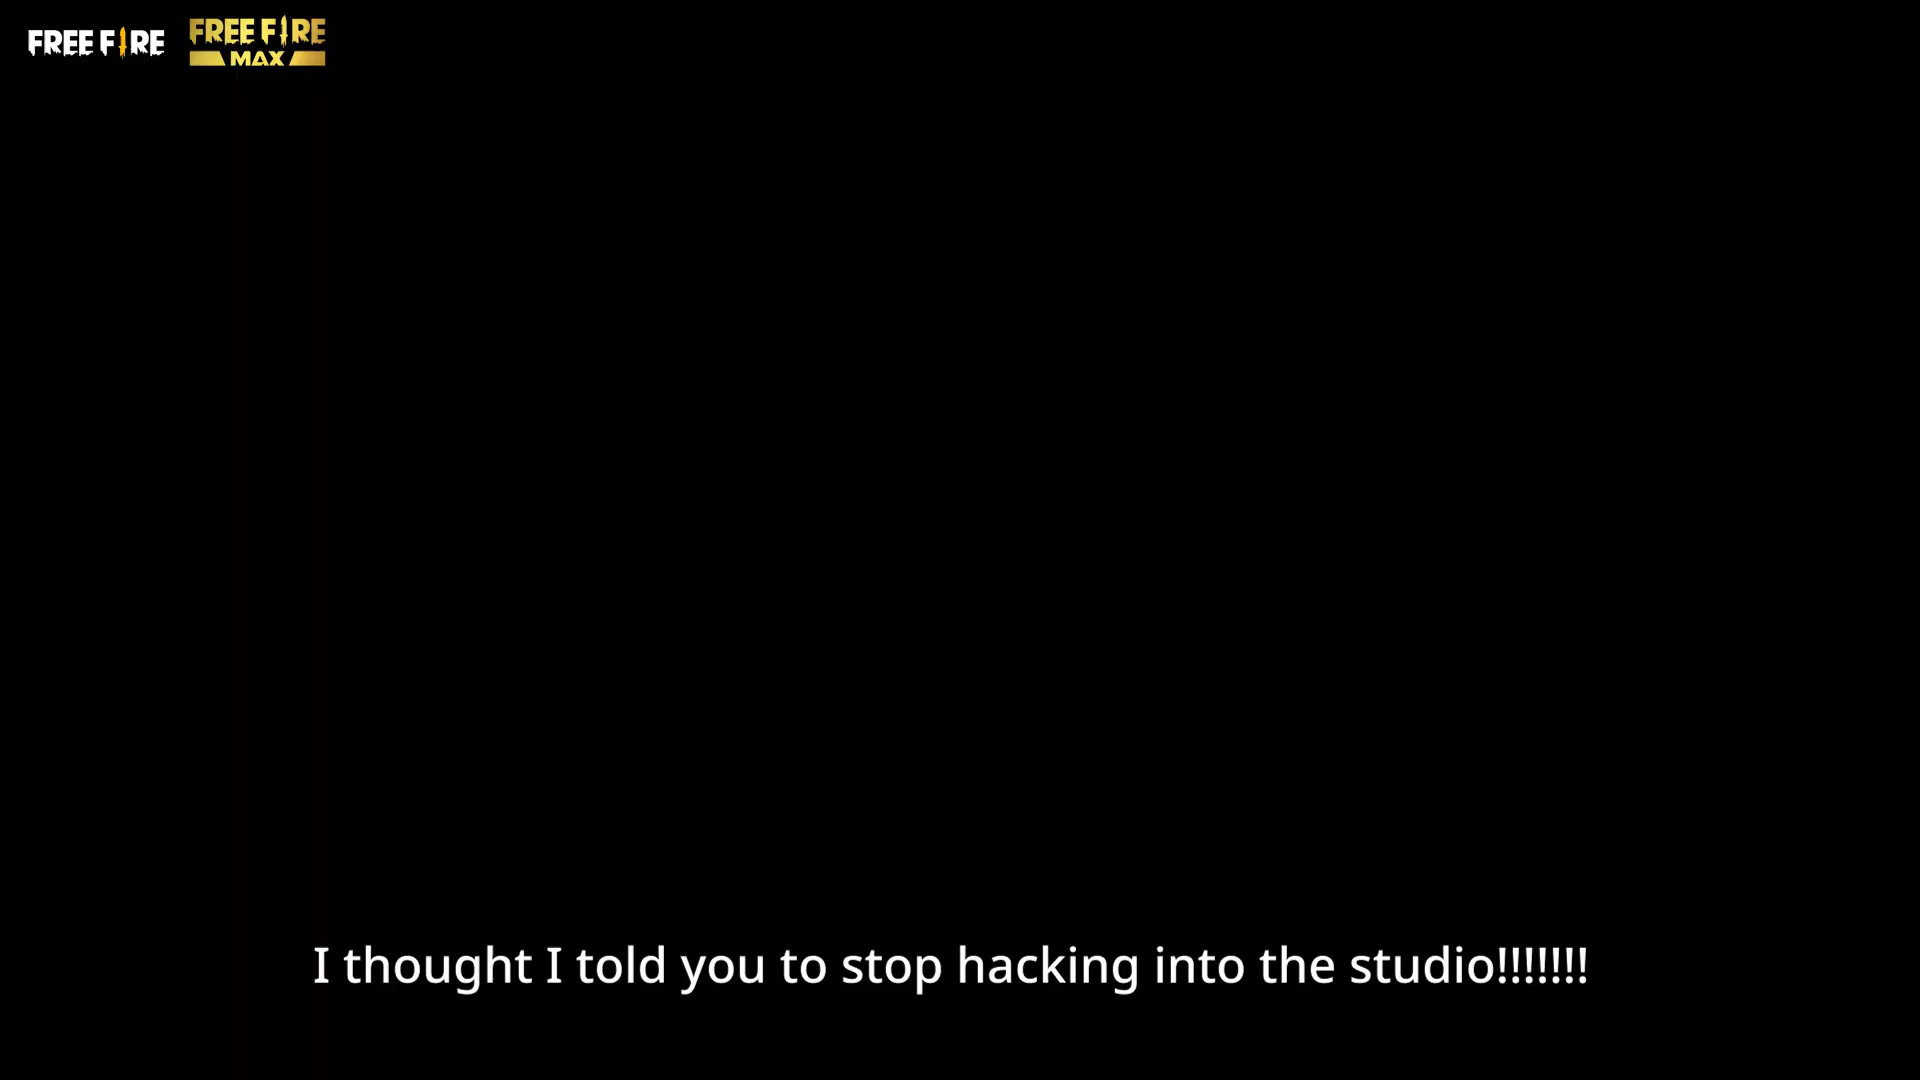 FREE FIRE
FREE FIRE
MAX
I thought I told you to stop hacking into the studio!!!!!!!